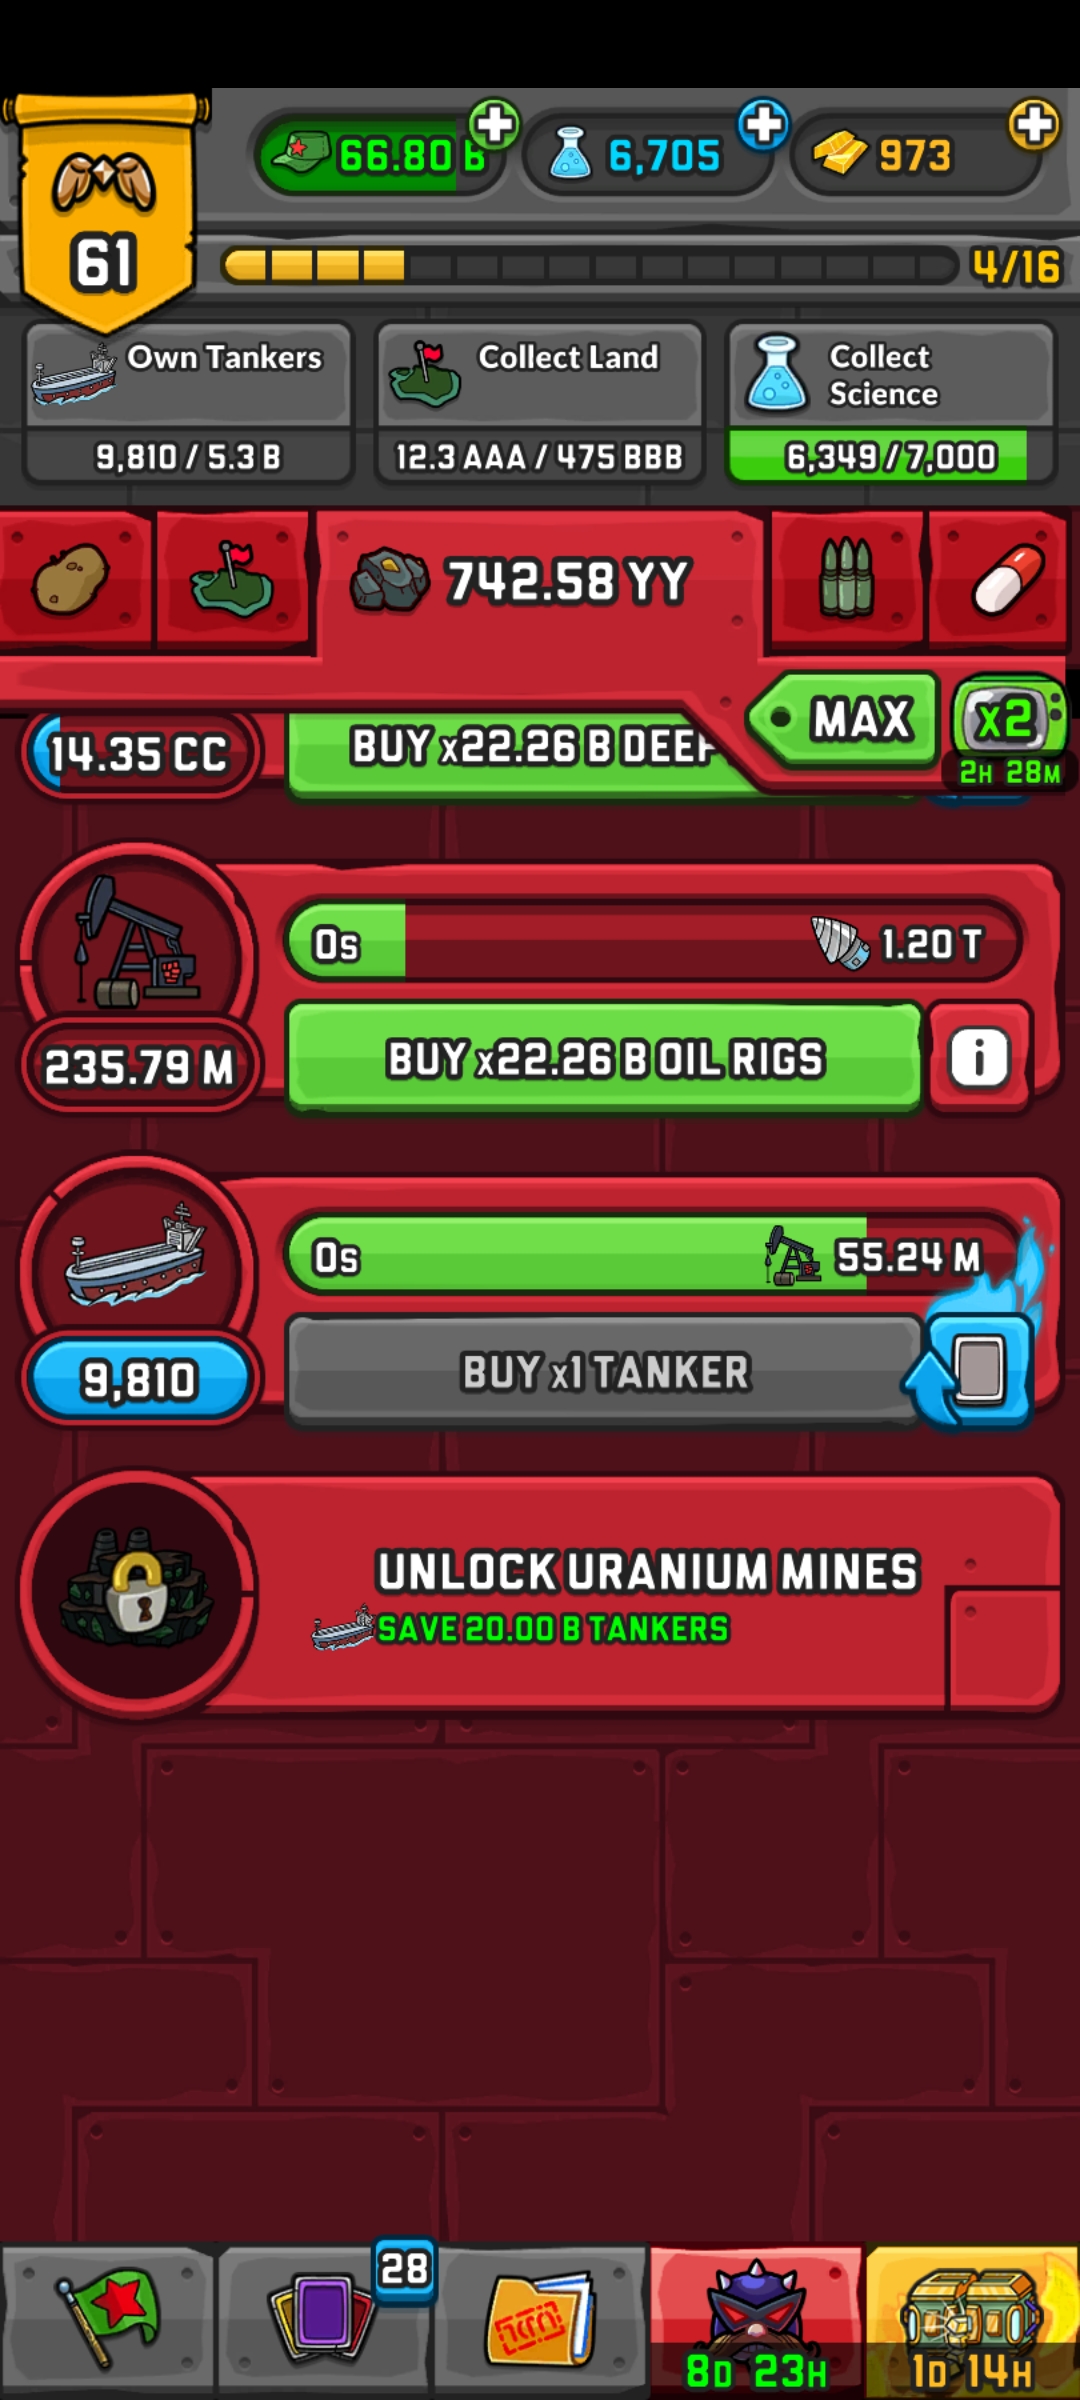 66.80 B
6,705
973
61
4/16
Own Tankers
9,810 / 5.3 B
Collect Land
12.3 AAA / 475 BBB
Collect
Science
6,349 / 7,000
742.58 YY
MAX
x2
2H 28M
14.35 CC
BUY x22.26 B DEEP
0s
1.20 T
235.79 M
BUY x22.26 B OIL RIGS
i
0s
55.24 M
9,810
BUY x1 TANKER
UNLOCK URANIUM MINES
SAVE 20.00 B TANKERS
28
8D 23H
1D 14H